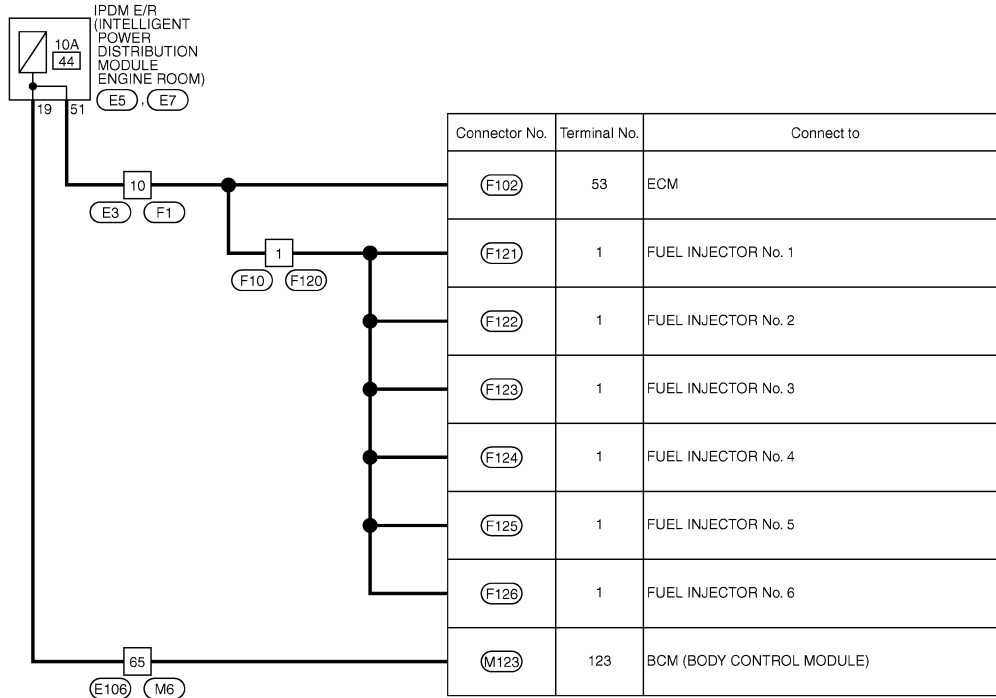 IPDM E/R
(INTELLIGENT
POWER
DISTRIBUTION
MODULE
ENGINE ROOM)
10A
44
E5 , E7
19 51
Connector No. Terminal No. Connect to
10
E3 F1
F102 53 ECM
1
F10 F120
F121 1 FUEL INJECTOR No. 1
F122 1 FUEL INJECTOR No. 2
F123 1 FUEL INJECTOR No. 3
F124 1 FUEL INJECTOR No. 4
F125 1 FUEL INJECTOR No. 5
F126 1 FUEL INJECTOR No. 6
65
E106 M6
M123 123 BCM (BODY CONTROL MODULE)